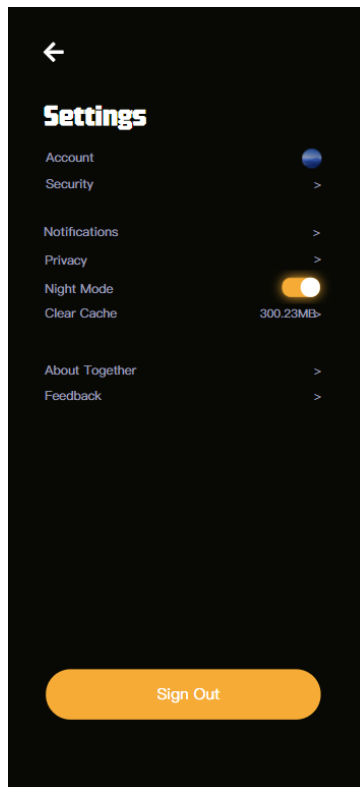 Settings
Account
Security >
Notifications >
Privacy >
Night Mode
Clear Cache 300.23MB>
About Together >
Feedback >
Sign Out